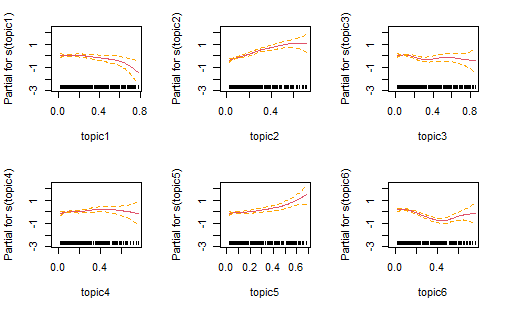 Partial for s(topic1)
1
-1
-3
0.0 0.4 0.8
topic1
Partial for s(topic2)
1
-1
-3
0.0 0.4
topic2
Partial for s(topic3)
1
-1
-3
0.0 0.4 0.8
topic3
Partial for s(topic4)
1
-1
-3
0.0 0.4
topic4
Partial for s(topic5)
1
-1
-3
0.0 0.2 0.4 0.6
topic5
Partial for s(topic6)
1
-1
-3
0.0 0.4
topic6